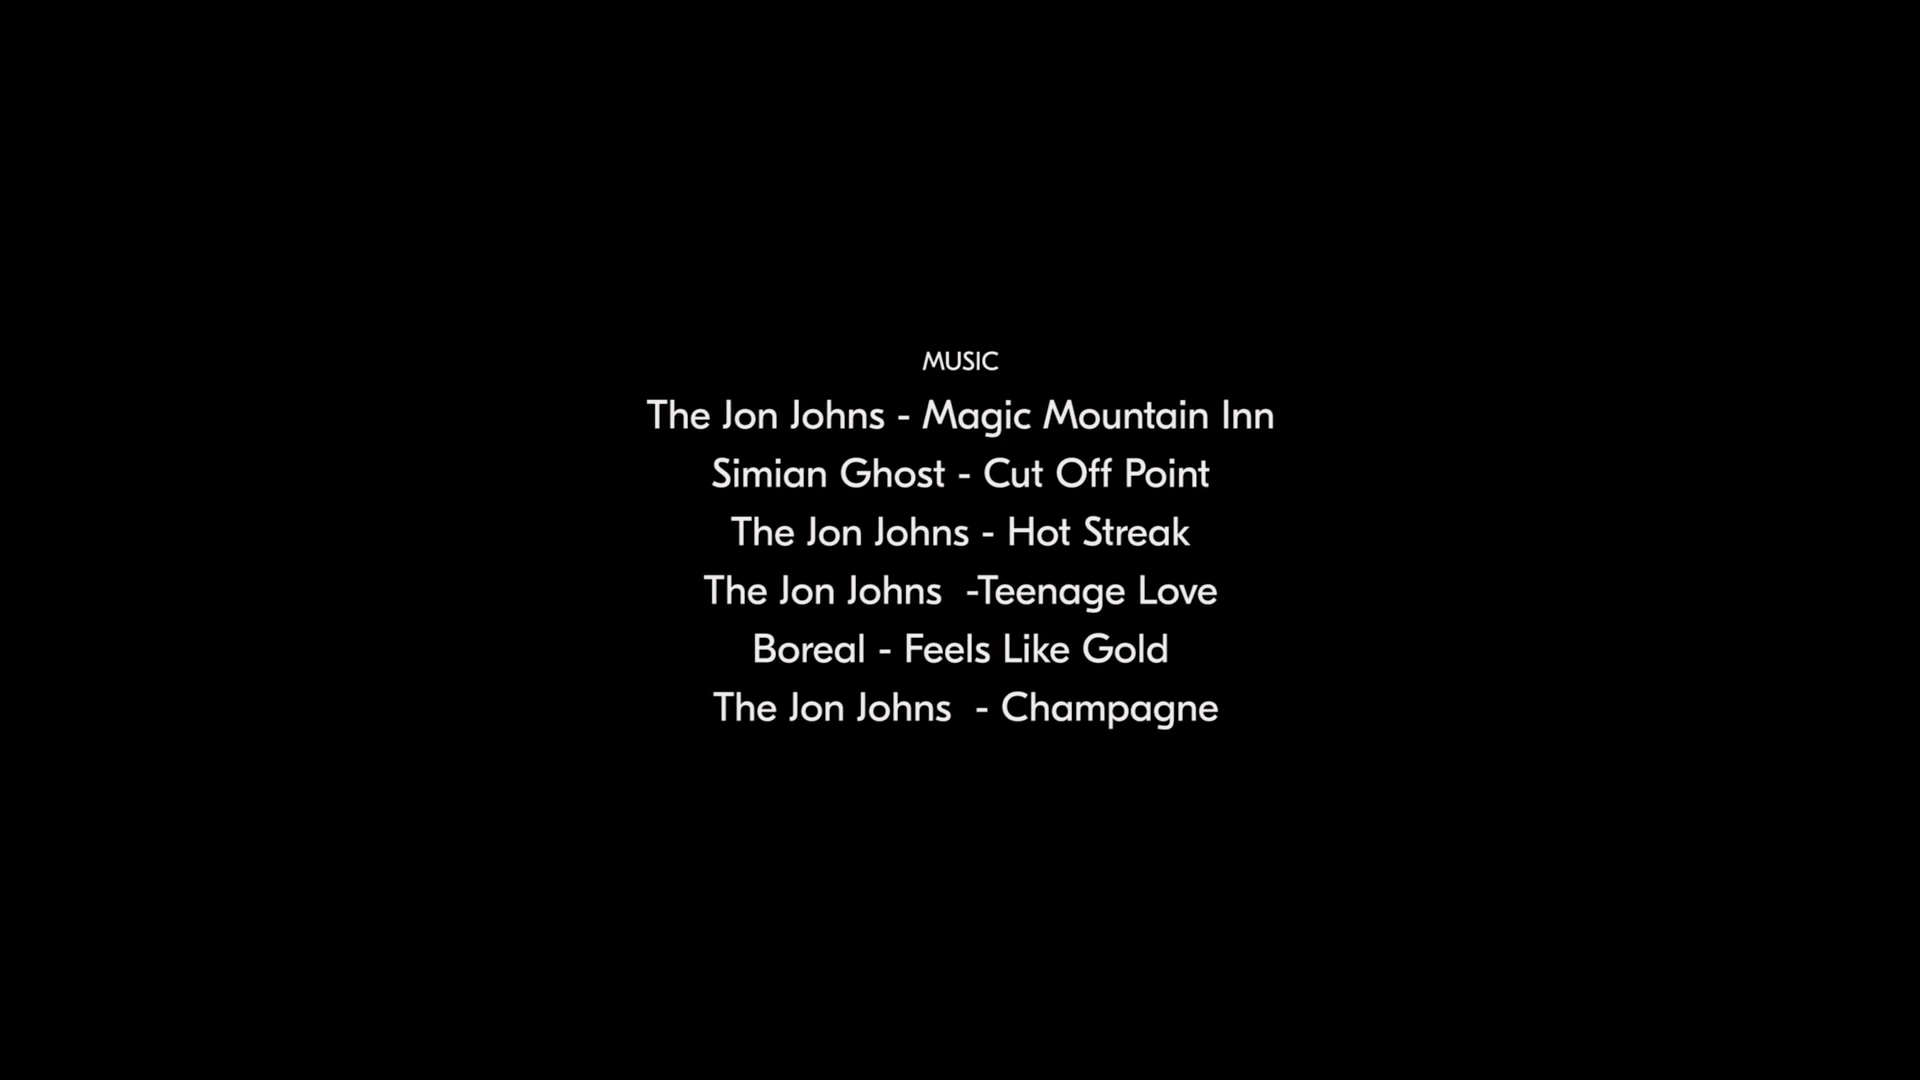 MUSIC
The Jon Johns - Magic Mountain Inn
Simian Ghost - Cut Off Point
The Jon Johns - Hot Streak
The Jon Johns  -Teenage Love
Boreal - Feels Like Gold
The Jon Johns  - Champagne